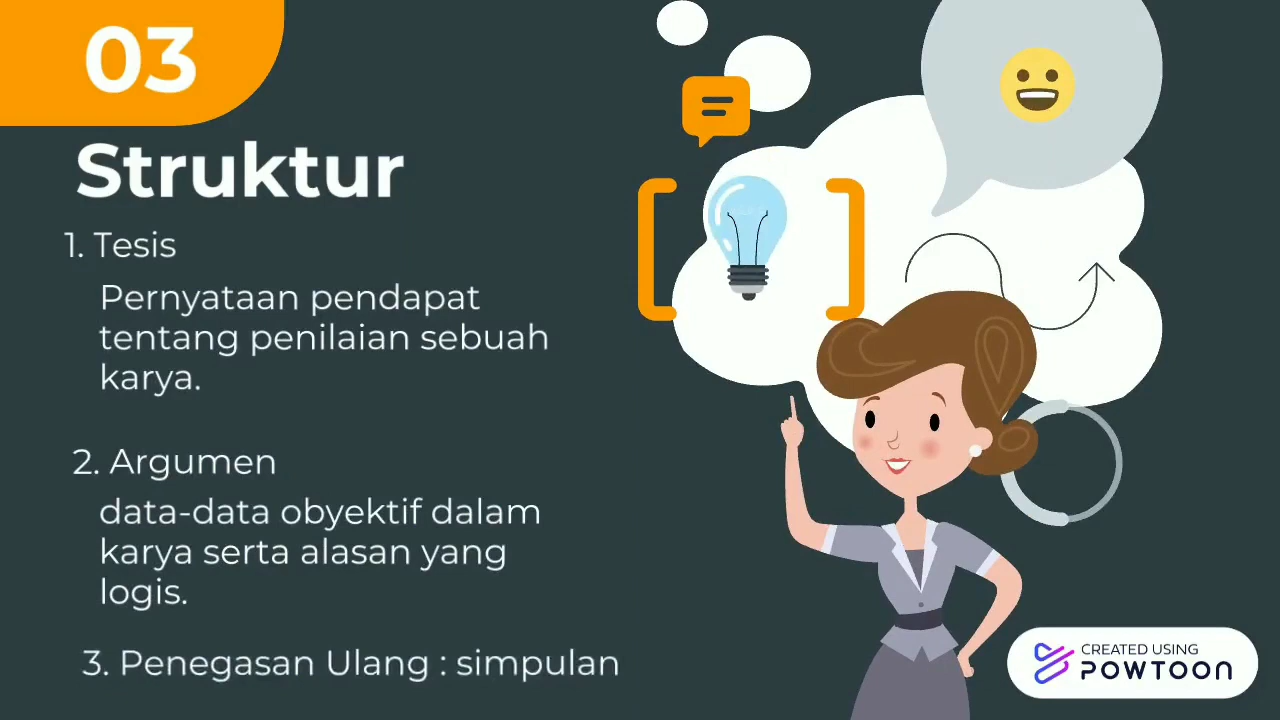 03
Struktur
1. Tesis
Pernyataan pendapat
tentang penilaian sebuah
karya.
2. Argumen
data-data obyektif dalam
karya serta alasan yang
logis.
3. Penegasan Ulang : simpulan
CREATED USING
POWTOON